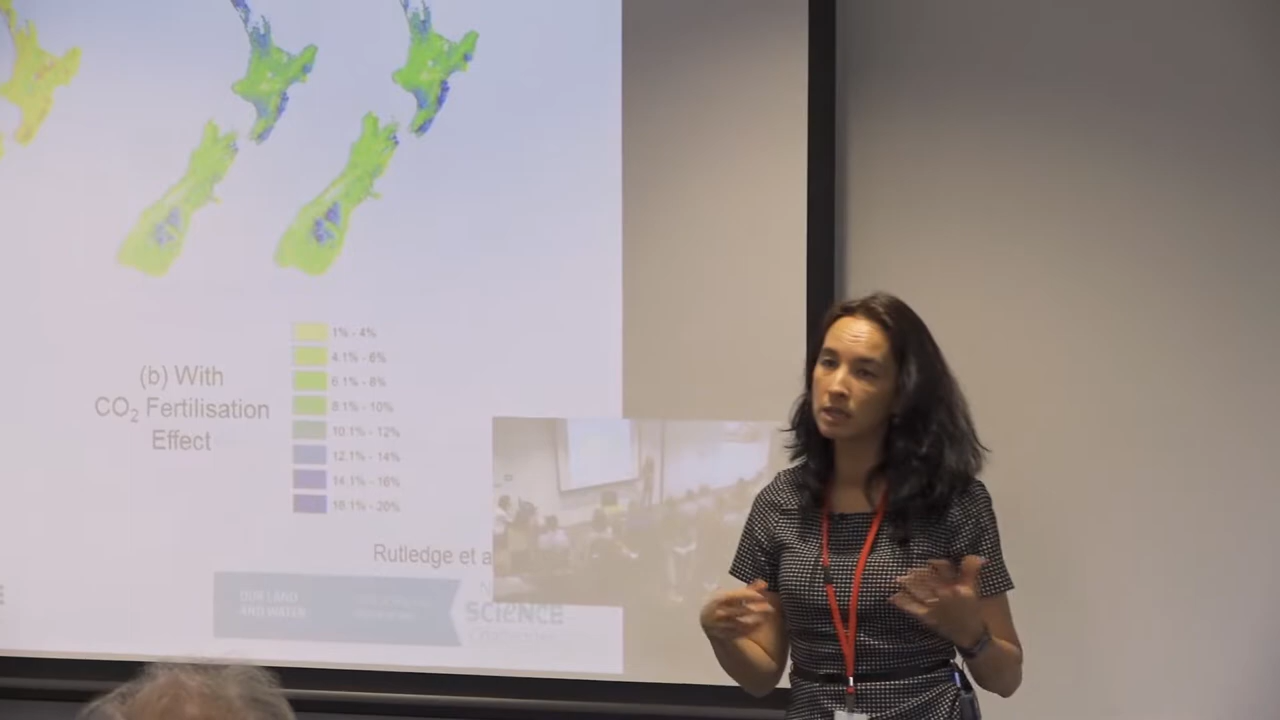 (b) With
CO₂ Fertilisation
Effect
1% - 4%
4.1% - 6%
6.1% - 8%
8.1% - 10%
10.1% - 12%
12.1% - 14%
14.1% - 16%
16.1% - 20%
Rutledge et a
OUR LAND
AND WATER
SCIENCE